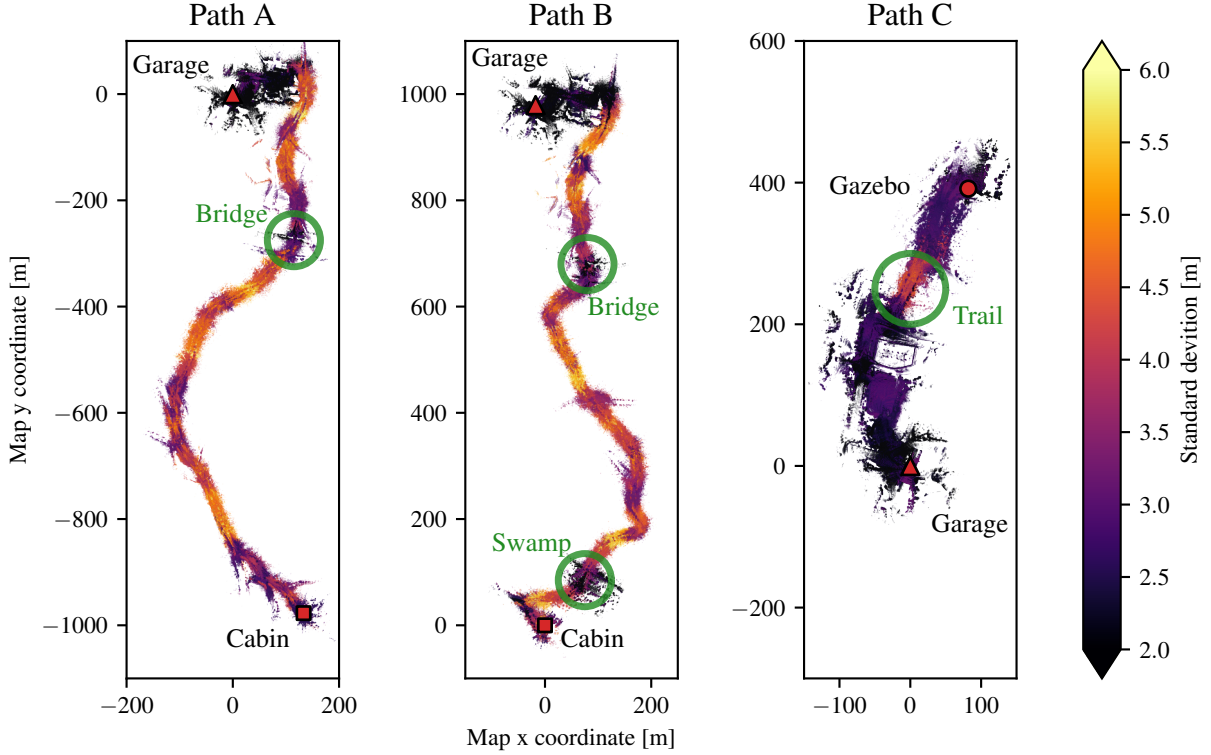 Path A
Path B
Path C
Map y coordinate [m]
0
−200
−400
−600
−800
−1000
Garage
Bridge
Cabin
−200
0
200
1000
800
600
400
200
0
Garage
Bridge
Swamp
Cabin
0
200
Map x coordinate [m]
600
400
200
0
−200
Gazebo
Trail
Garage
−100
0
100
6.0
5.5
5.0
4.5
4.0
3.5
3.0
2.5
2.0
Standard devition [m]